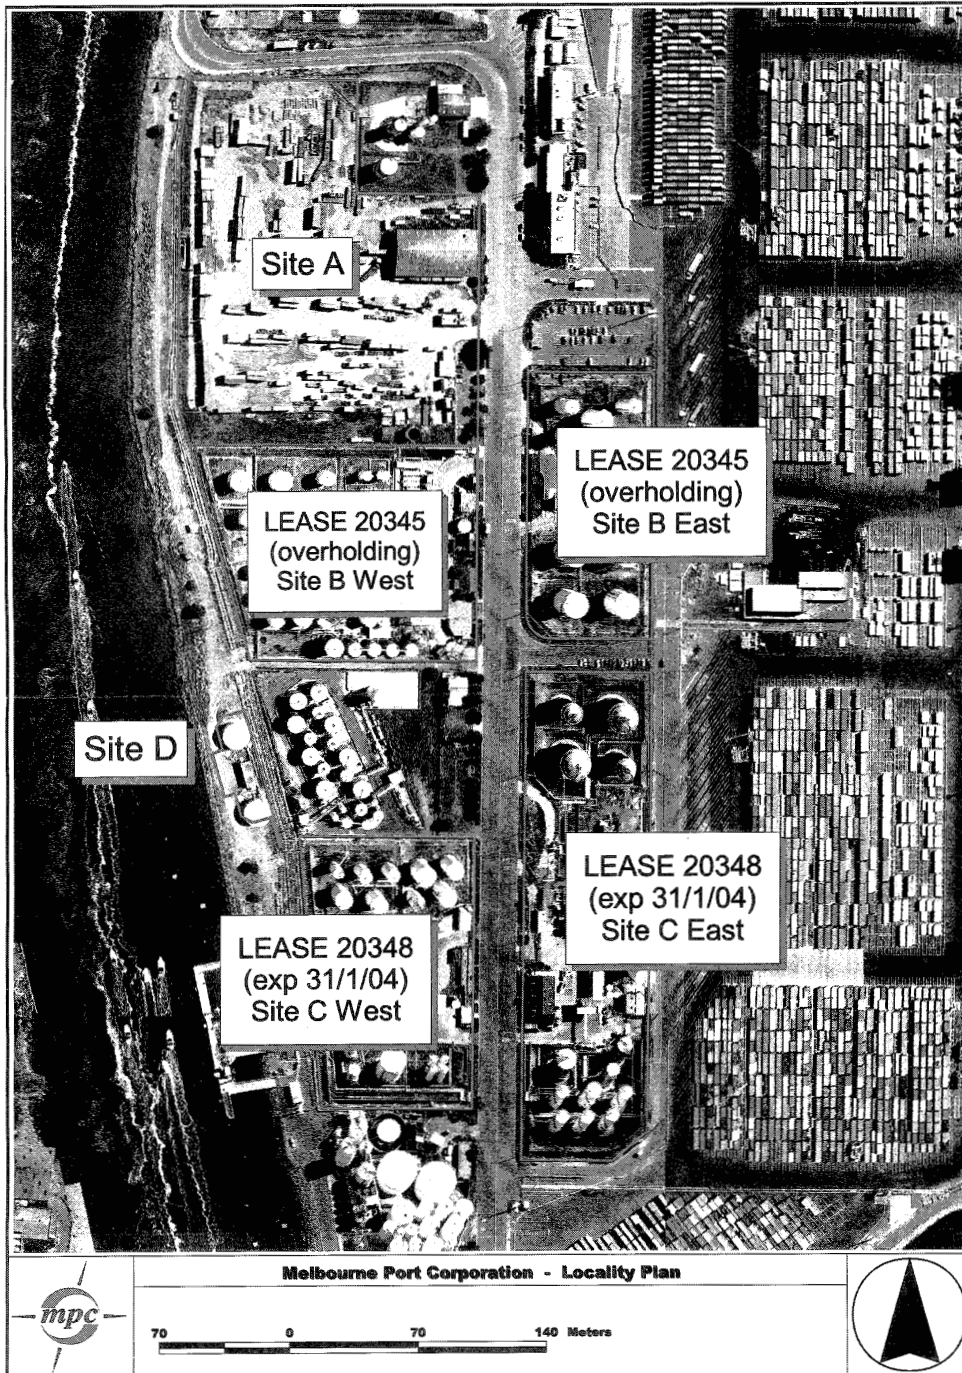 Site A
LEASE 20345
(overholding)
Site B East
LEASE 20345
(overholding)
Site B West
Site D
LEASE 20348
(exp 31/1/04)
Site C East
LEASE 20348
(exp 31/1/04)
Site C West
Melbourne Port Corporation - Locality Plan
mpc
70 0 70 140 Meters